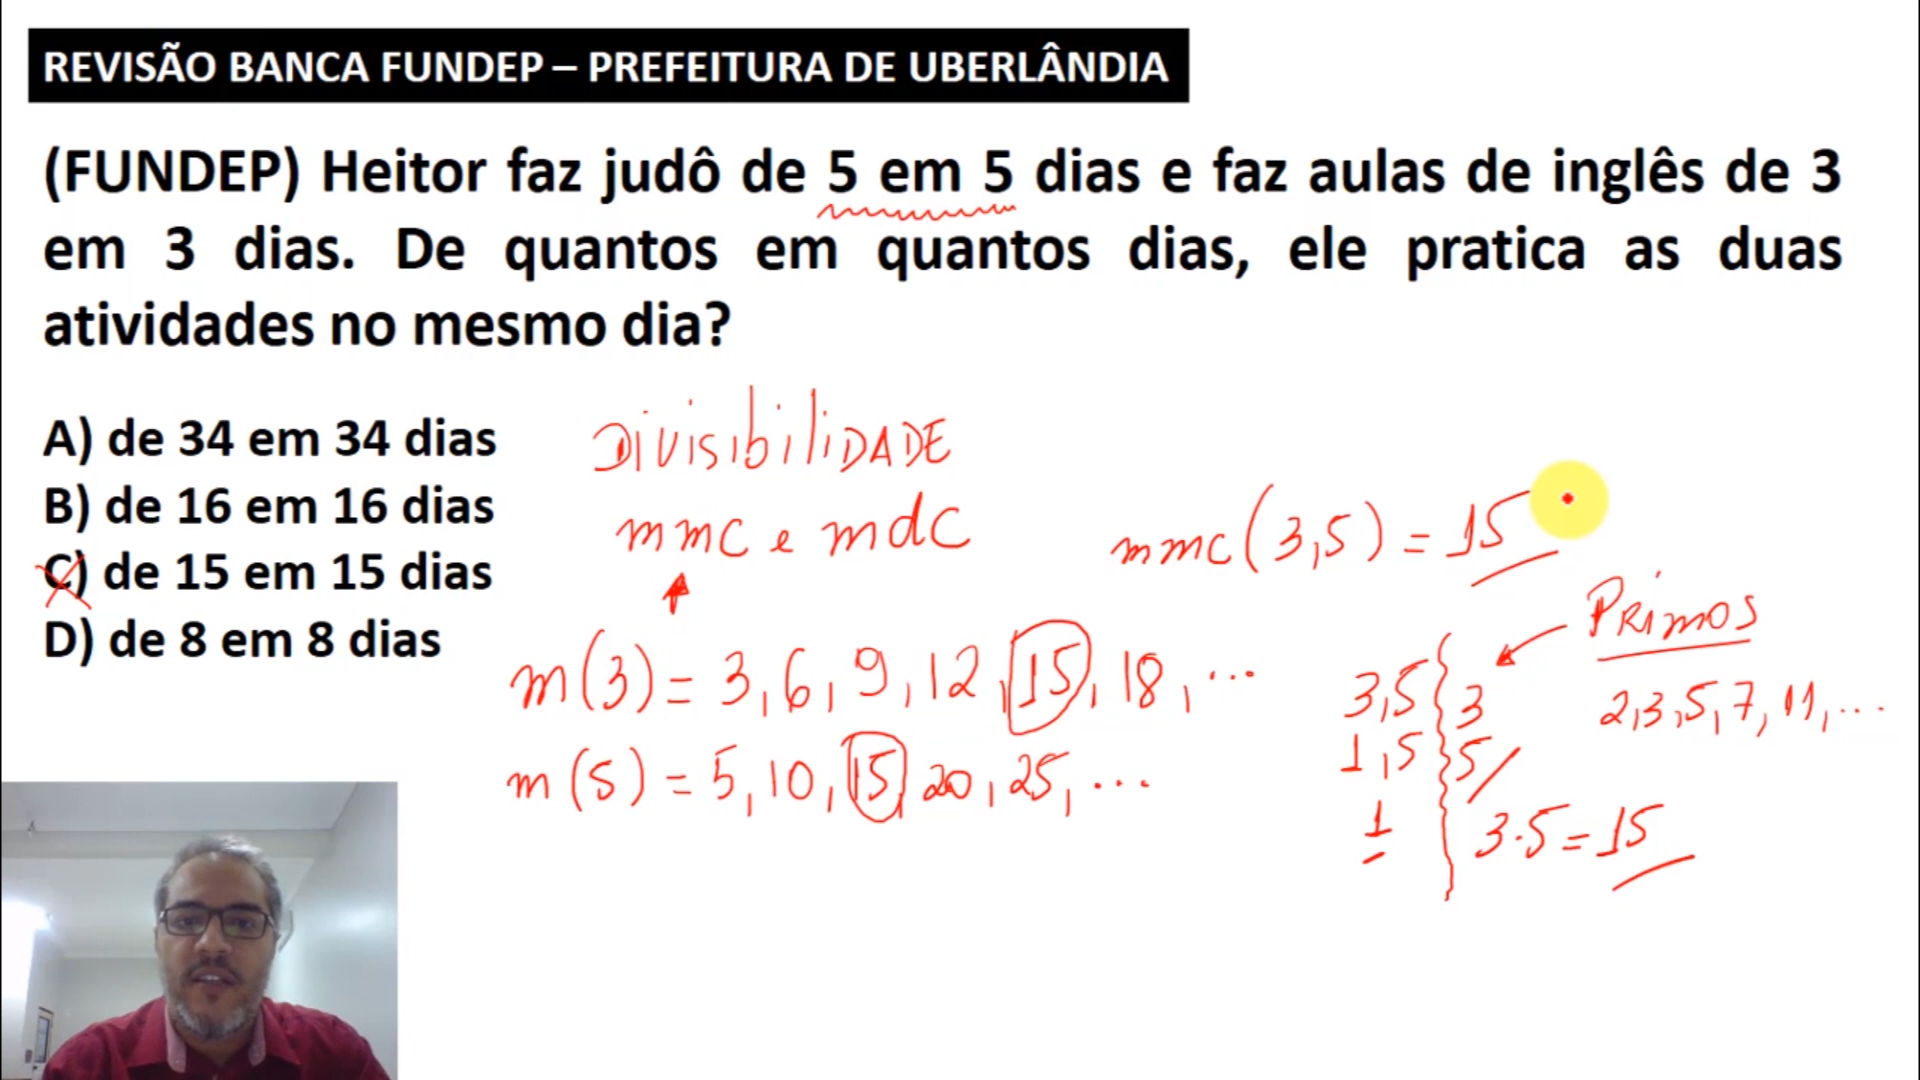 REVISÃO BANCA FUNDEP – PREFEITURA DE UBERLÂNDIA
(FUNDEP) Heitor faz judô de 5 em 5 dias e faz aulas de inglês de 3
em 3 dias. De quantos em quantos dias, ele pratica as duas
atividades no mesmo dia?
A) de 34 em 34 dias
B) de 16 em 16 dias
C) de 15 em 15 dias
D) de 8 em 8 dias
DiVisibiliDADE
mmc e mdc
mmc(3,5) = 15
m(3) = 3, 6, 9, 12, 15, 18, ...
m(5) = 5, 10, 15, 20, 25, ...
PRimos
2, 3, 5, 7, 11, ...
3,5 3
1,5 5
1
3·5 = 15